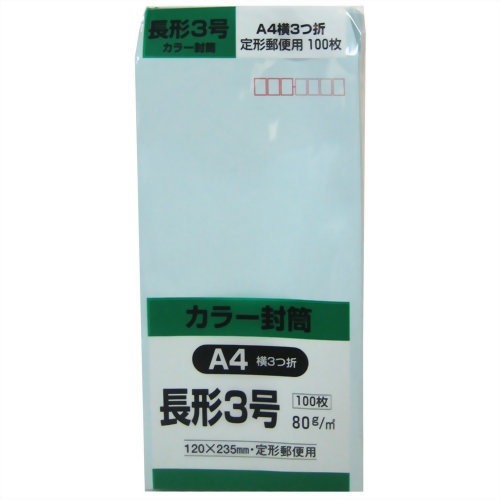 長形3号
カラー封筒
A4横3つ折
定形郵便用 100枚
カラー封筒
A4 横3つ折
長形3号
100枚
80g/㎡
120×235mm・定形郵便用